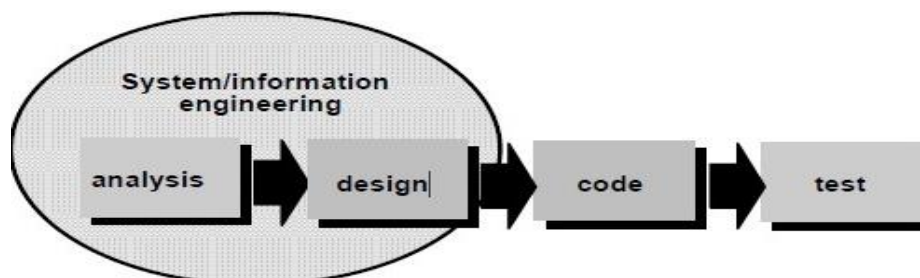 System/information
engineering
analysis
design
code
test